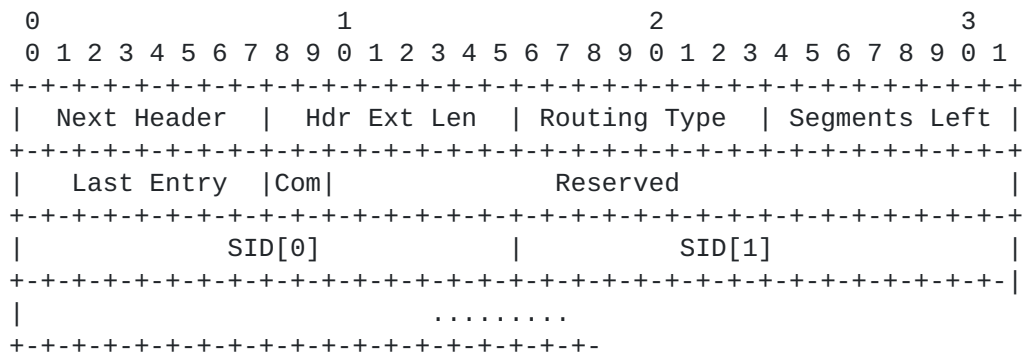 0                   1                   2                   3
 0 1 2 3 4 5 6 7 8 9 0 1 2 3 4 5 6 7 8 9 0 1 2 3 4 5 6 7 8 9 0 1
+-+-+-+-+-+-+-+-+-+-+-+-+-+-+-+-+-+-+-+-+-+-+-+-+-+-+-+-+-+-+-+-+
|  Next Header  |  Hdr Ext Len  | Routing Type  | Segments Left |
+-+-+-+-+-+-+-+-+-+-+-+-+-+-+-+-+-+-+-+-+-+-+-+-+-+-+-+-+-+-+-+-+
|   Last Entry  |Com|              Reserved                     |
+-+-+-+-+-+-+-+-+-+-+-+-+-+-+-+-+-+-+-+-+-+-+-+-+-+-+-+-+-+-+-+-+
|             SID[0]            |          SID[1]               |
+-+-+-+-+-+-+-+-+-+-+-+-+-+-+-+-+-+-+-+-+-+-+-+-+-+-+-+-+-+-+-+-|
|                          .........
+-+-+-+-+-+-+-+-+-+-+-+-+-+-+-+-+-+-+-